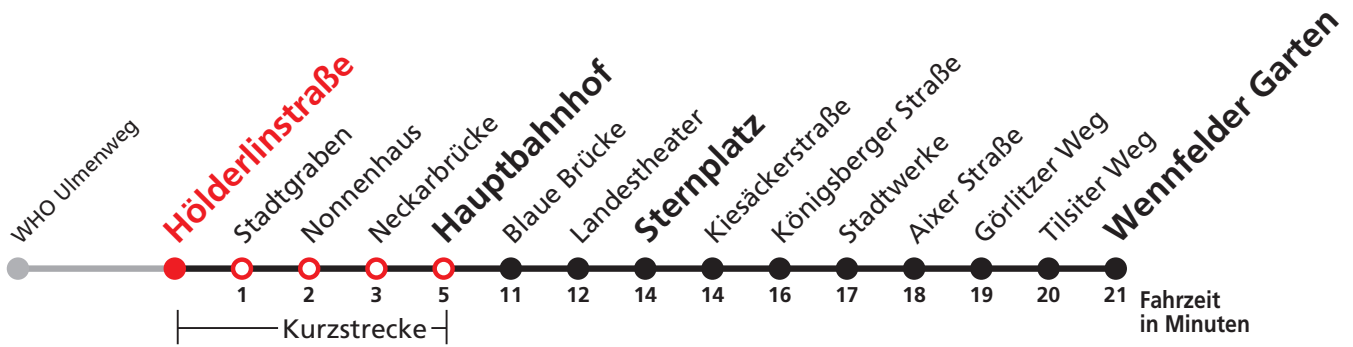 WHO Ulmenweg
Hölderlinstraße
Stadtgraben
Nonnenhaus
Neckarbrücke
Hauptbahnhof
Blaue Brücke
Landestheater
Sternplatz
Kiesäckerstraße
Königsberger Straße
Stadtwerke
Aixer Straße
Görlitzer Weg
Tilsiter Weg
Wennfelder Garten
1 2 3 5 11 12 14 14 16 17 18 19 20 21 Fahrzeit
in Minuten
Kurzstrecke